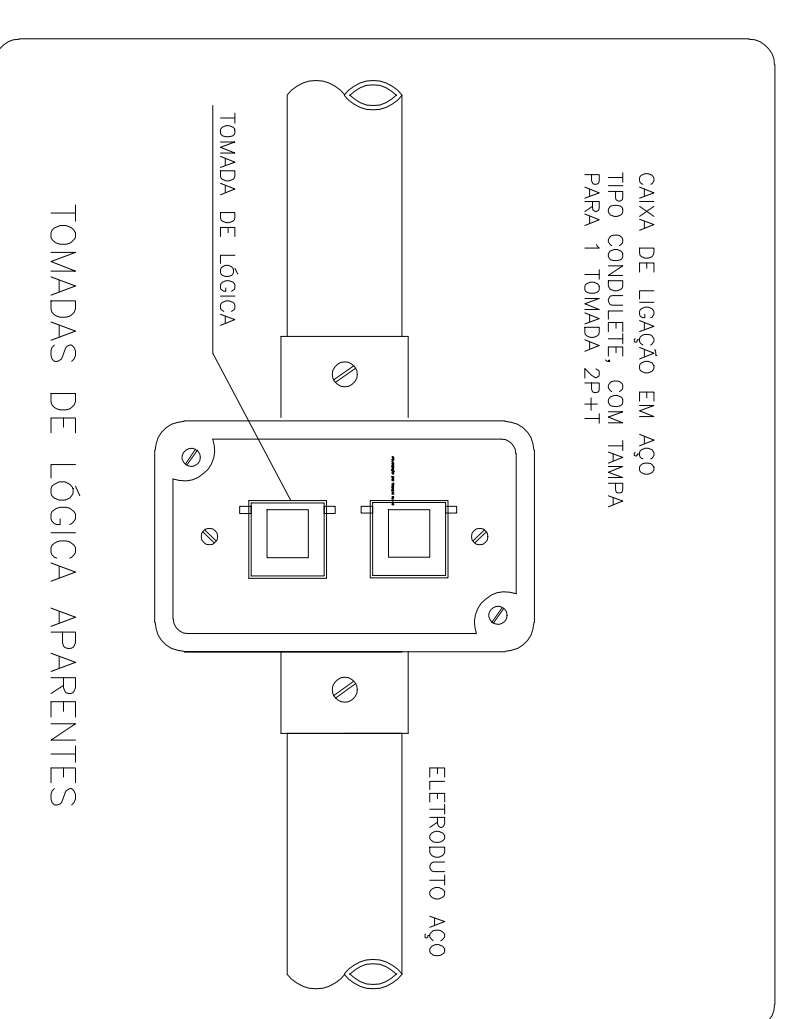 CAIXA DE LIGAÇÃO EM AÇO
TIPO CONDULETE, COM TAMPA
PARA 1 TOMADA 2P+T
ELETRODUTO AÇO
TOMADA DE LÓGICA
TOMADAS DE LÓGICA APARENTES